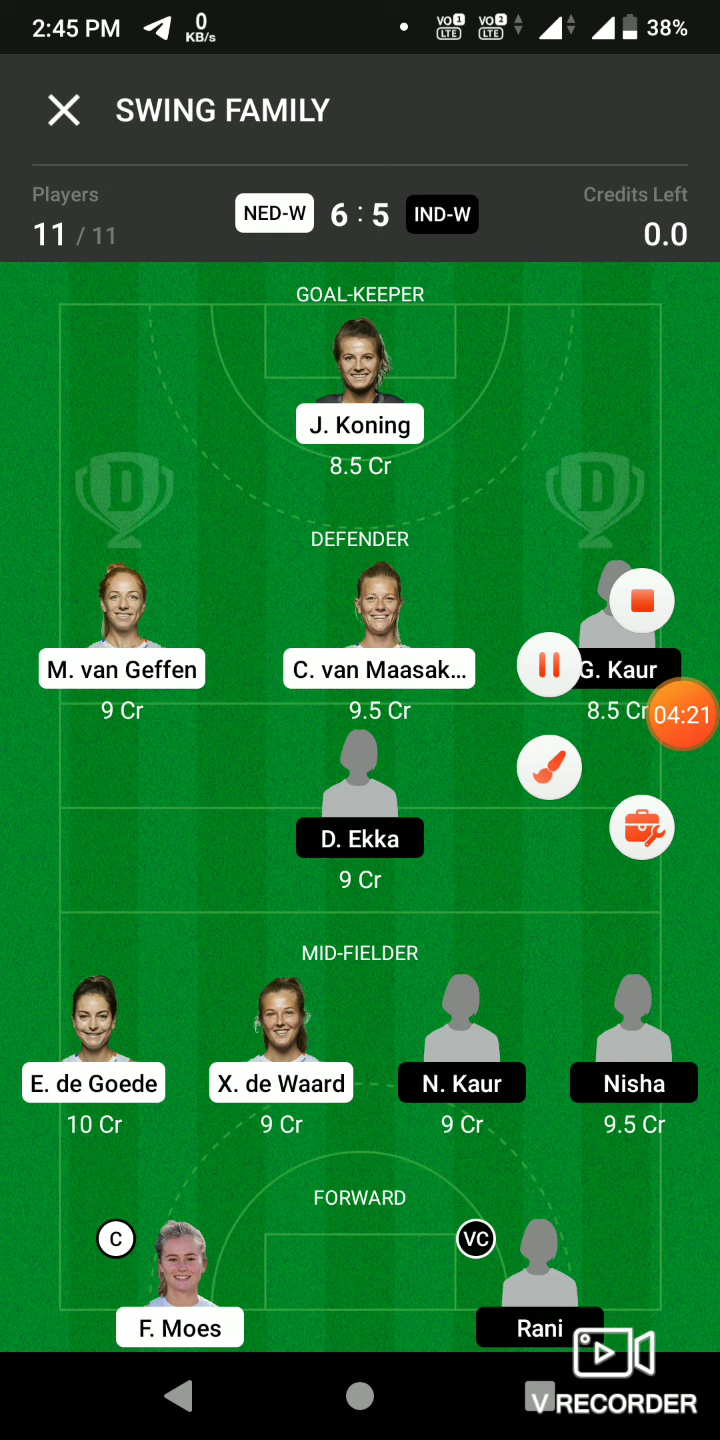 2:45 PM
0
KB/s
VO 1
LTE
VO 2
LTE
38%
SWING FAMILY
Players
11 / 11
NED-W 6 : 5 IND-W
Credits Left
0.0
GOAL-KEEPER
J. Koning
8.5 Cr
D
D
DEFENDER
M. van Geffen
C. van Maasak...
G. Kaur
9 Cr
9.5 Cr
8.5 Cr
04:21
D. Ekka
9 Cr
MID-FIELDER
E. de Goede
X. de Waard
N. Kaur
Nisha
10 Cr
9 Cr
9 Cr
9.5 Cr
FORWARD
C
VC
F. Moes
Rani
V RECORDER